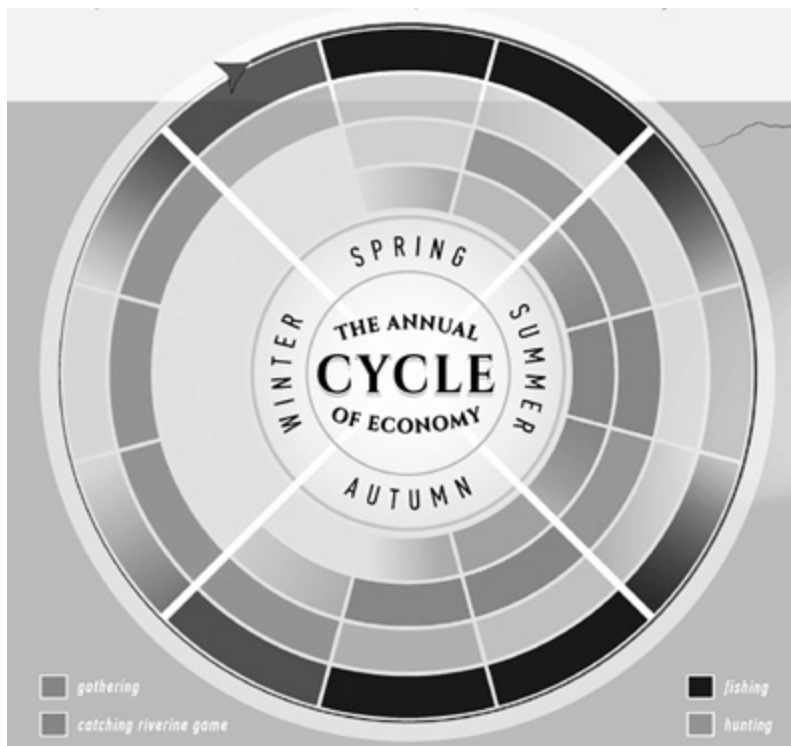 SPRING
SUMMER
WINTER
THE ANNUAL
CYCLE
OF ECONOMY
AUTUMN
gathering
catching riverine game
fishing
hunting